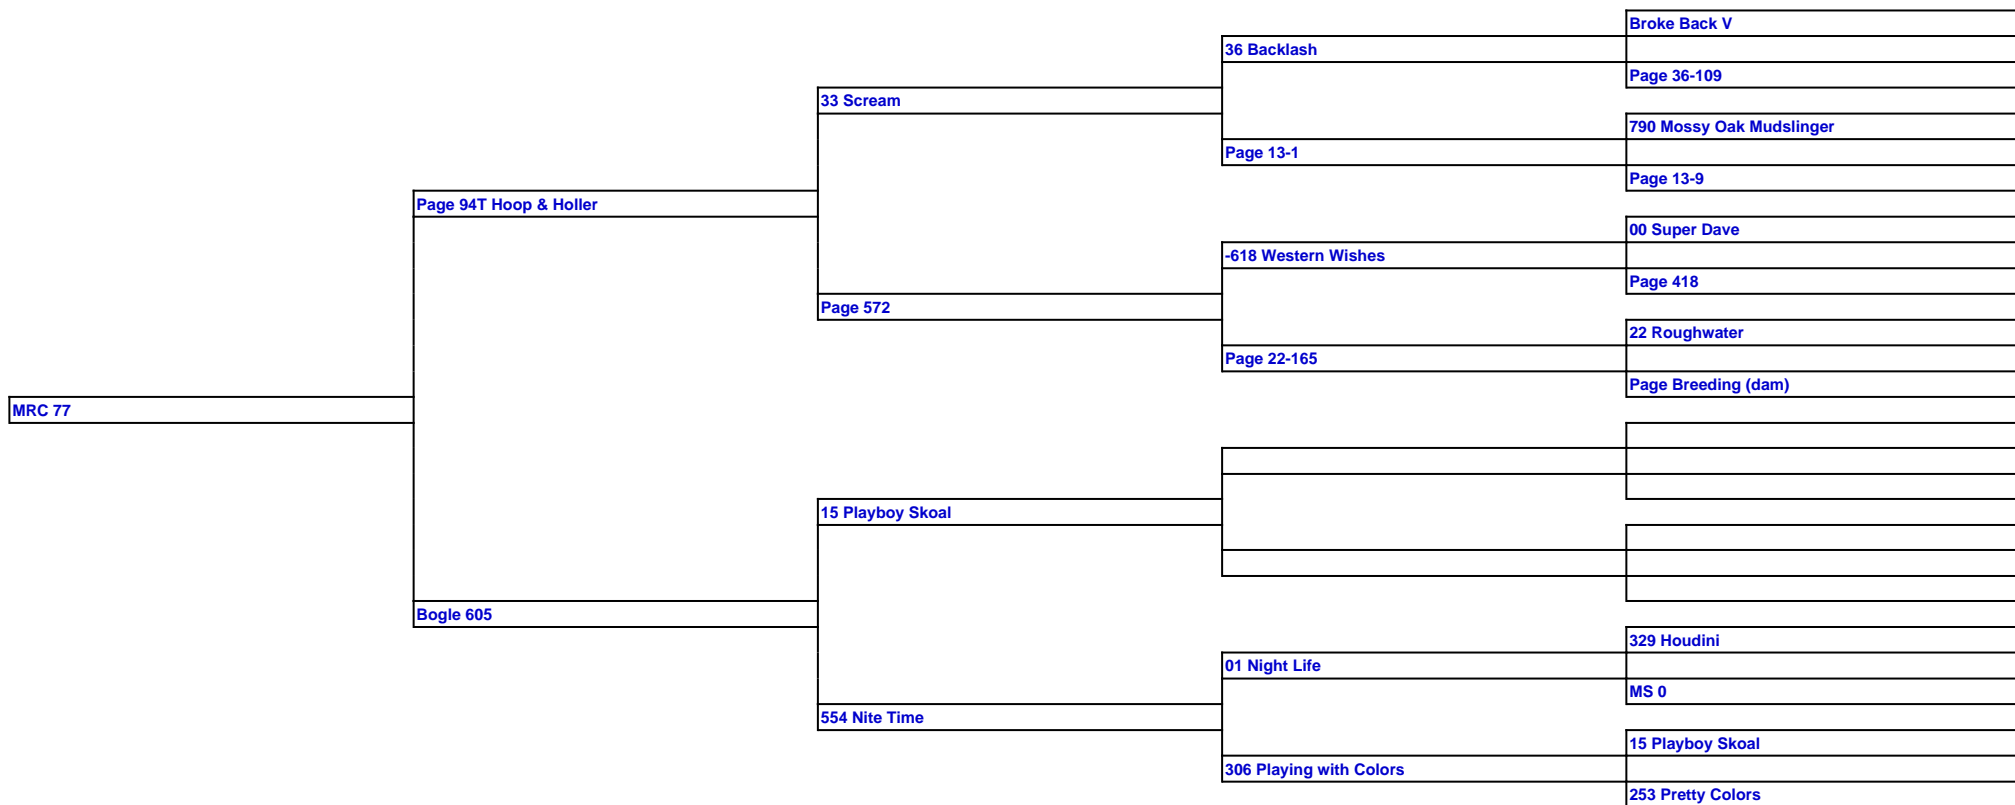 Broke Back V
36 Backlash
Page 36-109
33 Scream
790 Mossy Oak Mudslinger
Page 13-1
Page 13-9
Page 94T Hoop & Holler
00 Super Dave
-618 Western Wishes
Page 418
Page 572
22 Roughwater
Page 22-165
Page Breeding (dam)
MRC 77
15 Playboy Skoal
Bogle 605
329 Houdini
01 Night Life
MS 0
554 Nite Time
15 Playboy Skoal
306 Playing with Colors
253 Pretty Colors